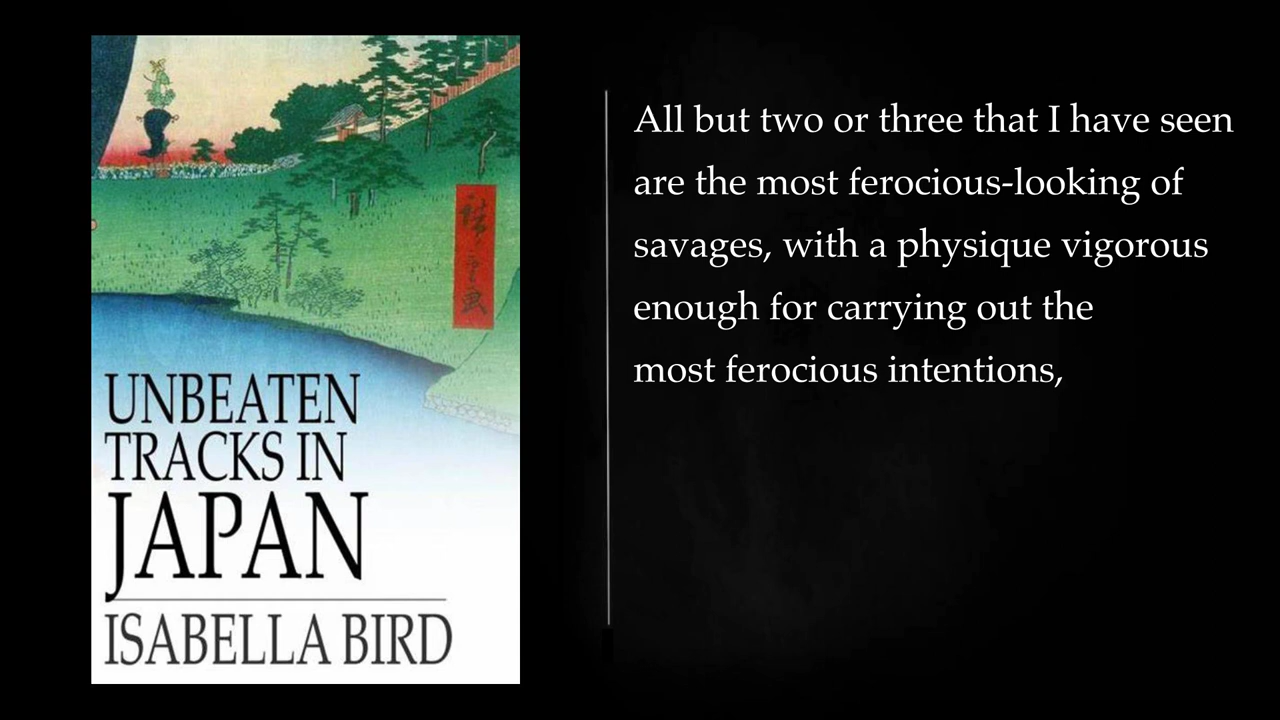 UNBEATEN
TRACKS IN
JAPAN
ISABELLA BIRD
All but two or three that I have seen
are the most ferocious-looking of
savages, with a physique vigorous
enough for carrying out the
most ferocious intentions,